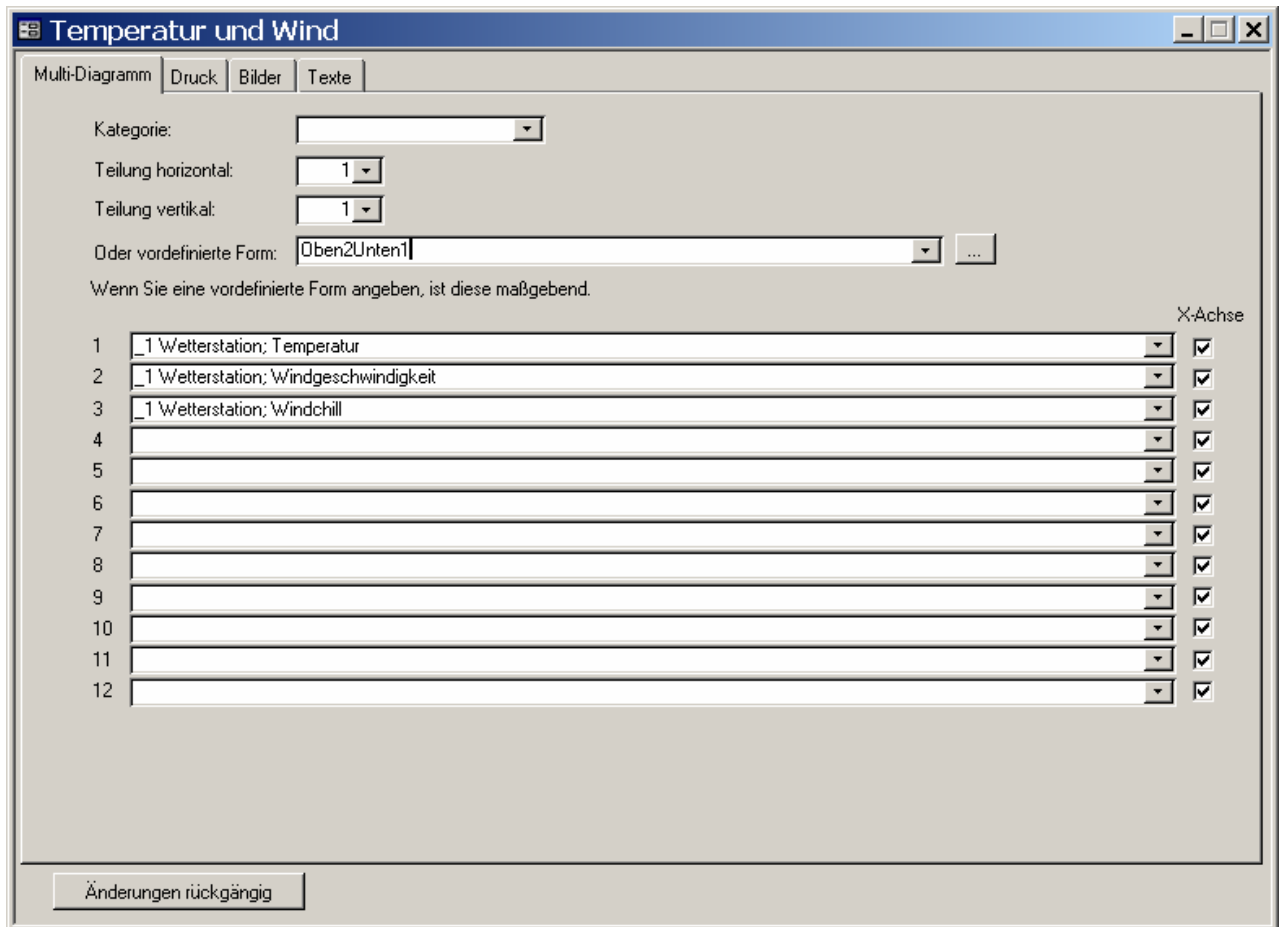 Temperatur und Wind
Multi-Diagramm Druck Bilder Texte
Kategorie:
Teilung horizontal: 1
Teilung vertikal: 1
Oder vordefinierte Form: Oben2Unten1 ...
Wenn Sie eine vordefinierte Form angeben, ist diese maßgebend.
X-Achse
1 _1 Wetterstation; Temperatur
2 _1 Wetterstation; Windgeschwindigkeit
3 _1 Wetterstation; Windchill
4
5
6
7
8
9
10
11
12
Änderungen rückgängig